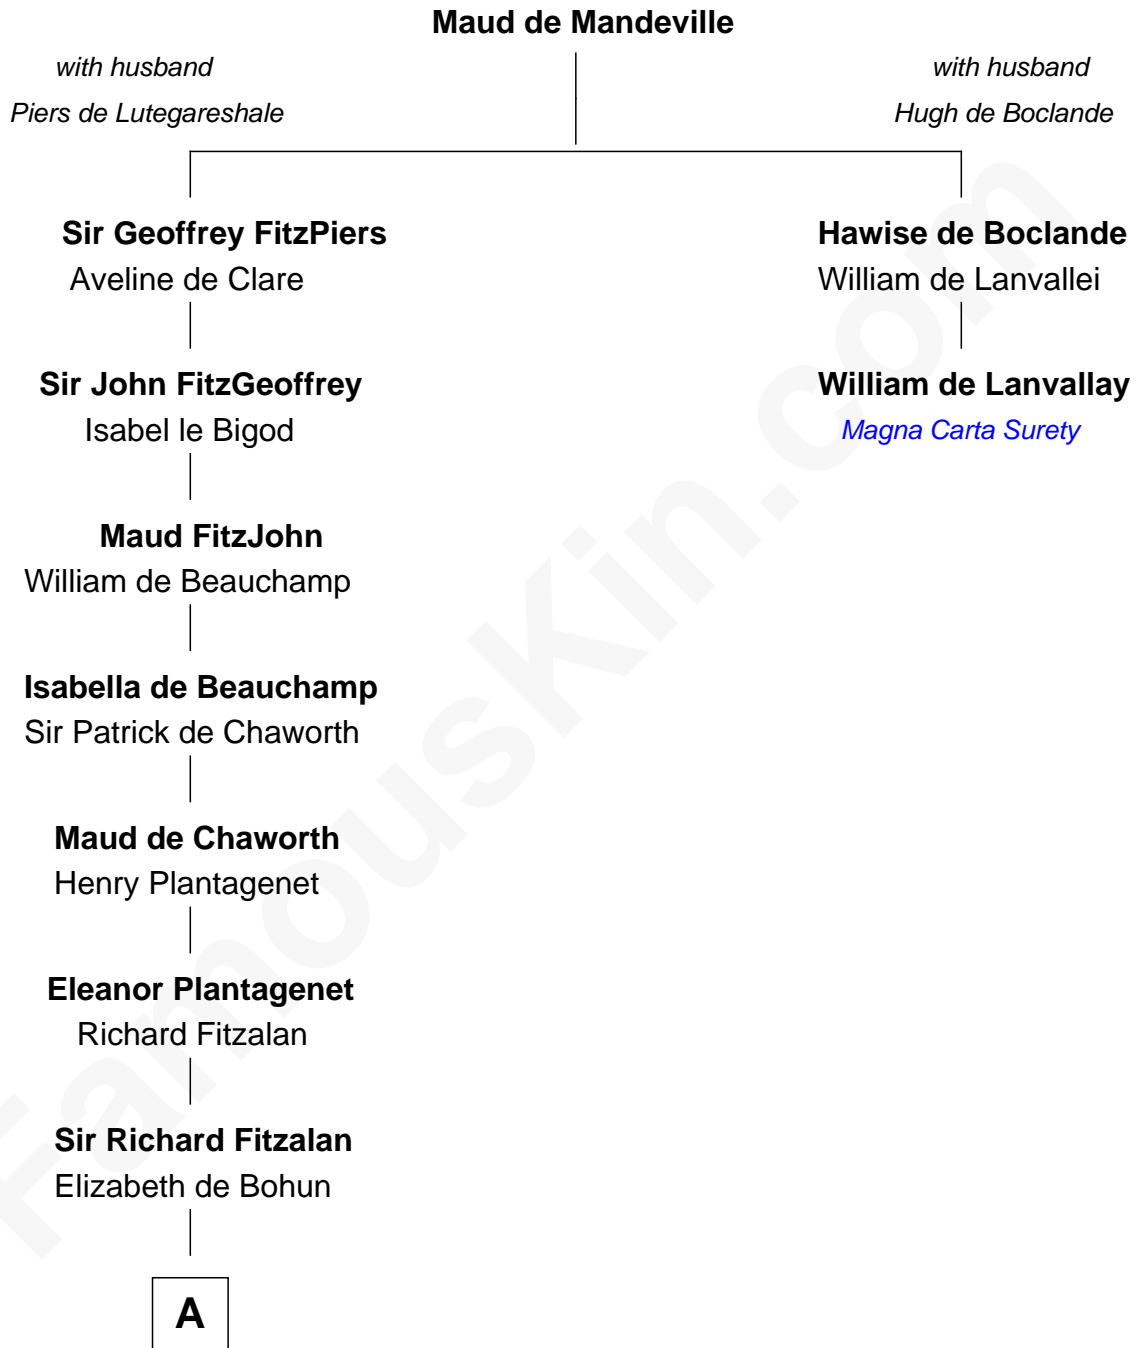 Maud de Mandeville
with husband
Piers de Lutegareshale
with husband
Hugh de Boclande
Sir Geoffrey FitzPiers
Aveline de Clare
Hawise de Boclande
William de Lanvallei
Sir John FitzGeoffrey
Isabel le Bigod
William de Lanvallay
Magna Carta Surety
Maud FitzJohn
William de Beauchamp
Isabella de Beauchamp
Sir Patrick de Chaworth
Maud de Chaworth
Henry Plantagenet
Eleanor Plantagenet
Richard Fitzalan
Sir Richard Fitzalan
Elizabeth de Bohun
A
FamousKin.com